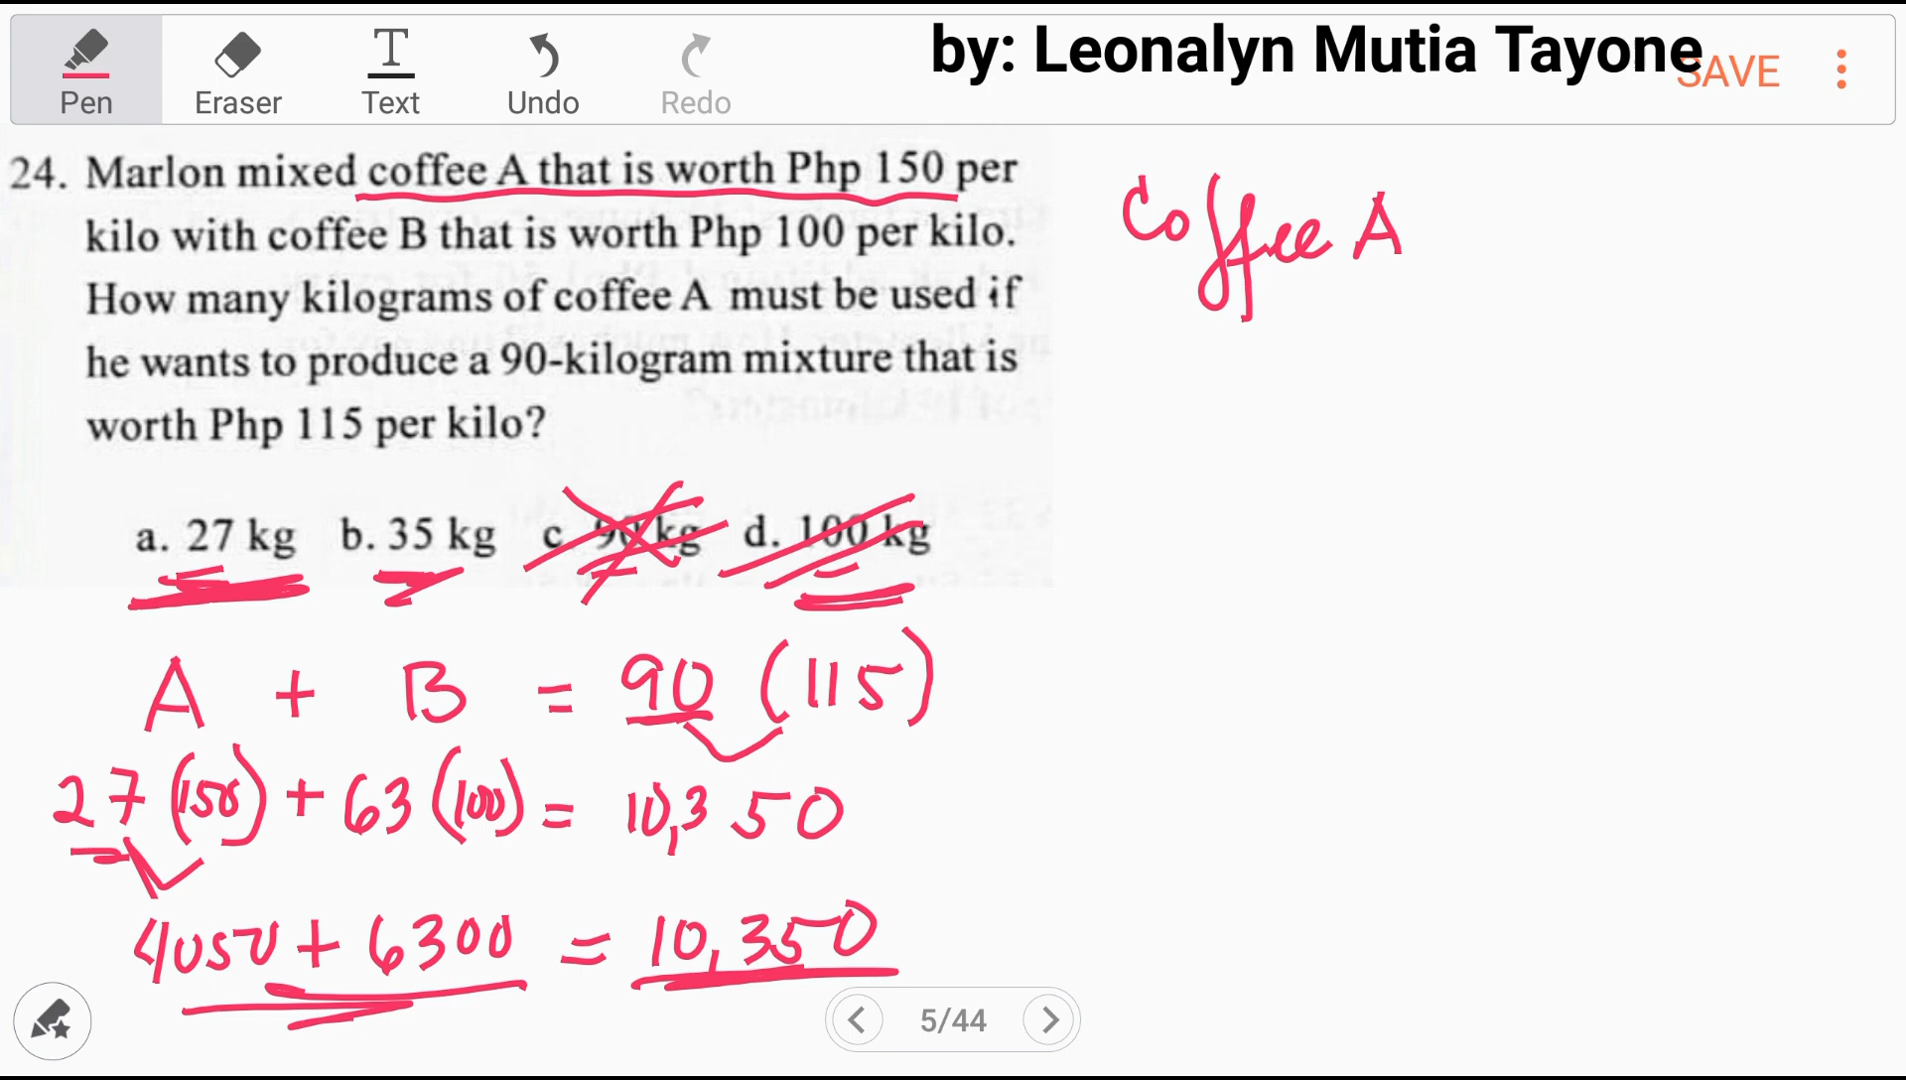 by: Leonalyn Mutia Tayone
SAVE
Pen
Eraser
Text
Undo
Redo
24. Marlon mixed coffee A that is worth Php 150 per
kilo with coffee B that is worth Php 100 per kilo.
How many kilograms of coffee A must be used if
he wants to produce a 90-kilogram mixture that is
worth Php 115 per kilo?
a. 27 kg b. 35 kg c. 90 kg d. 100 kg
Coffee A
A + B = 90 (115)
27 (150) + 63 (100) = 10,350
4050 + 6300 = 10,350
5/44